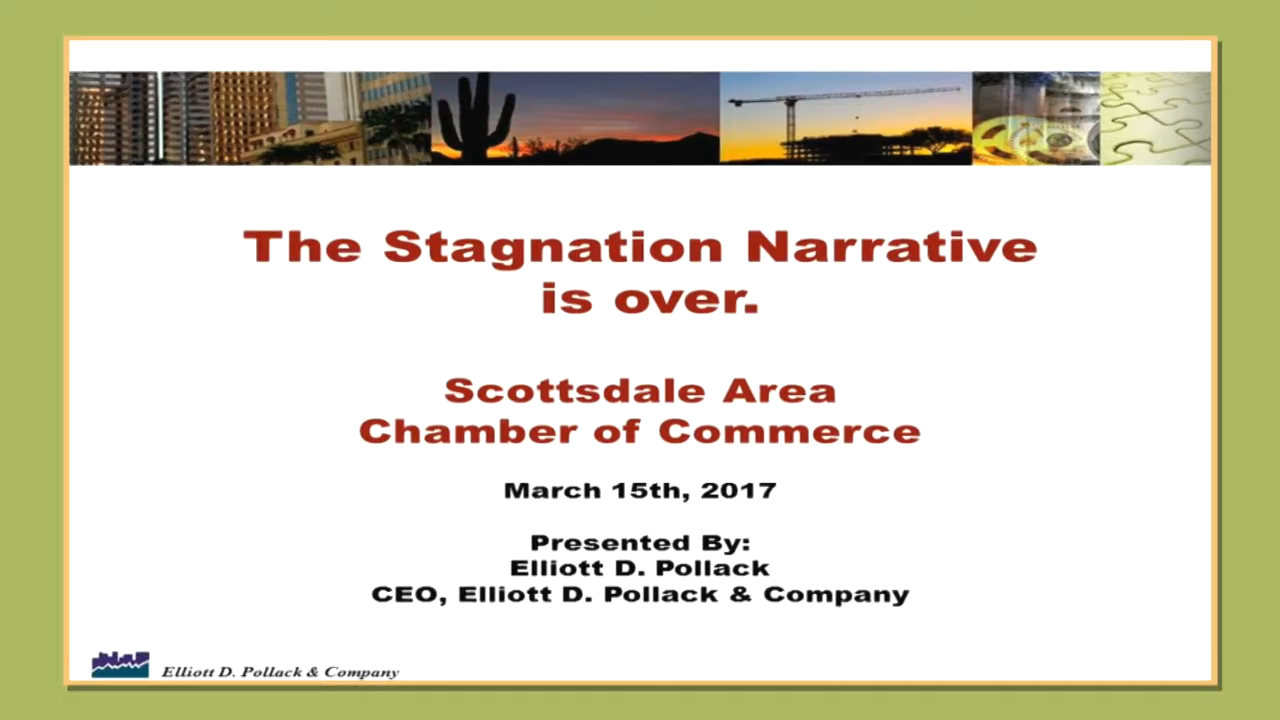 The Stagnation Narrative
is over.
Scottsdale Area
Chamber of Commerce
March 15th, 2017
Presented By:
Elliott D. Pollack
CEO, Elliott D. Pollack & Company
Elliott D. Pollack & Company